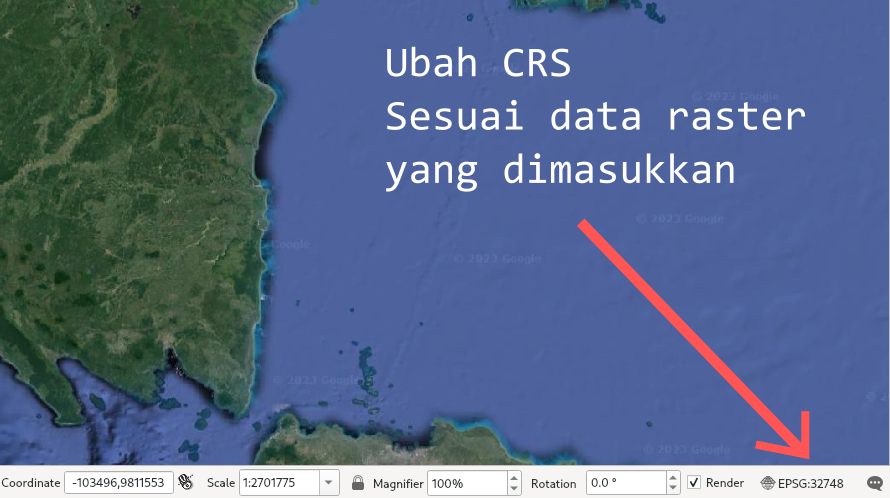 Ubah CRS
Sesuai data raster
yang dimasukkan
© 2023 Google
© 2023 Google
Google
© 2023 Google
© 2023 Google
© 2023 Google
Coordinate -103496,9811553 Scale 1:2701775 Magnifier 100% Rotation 0.0 ° Render EPSG:32748